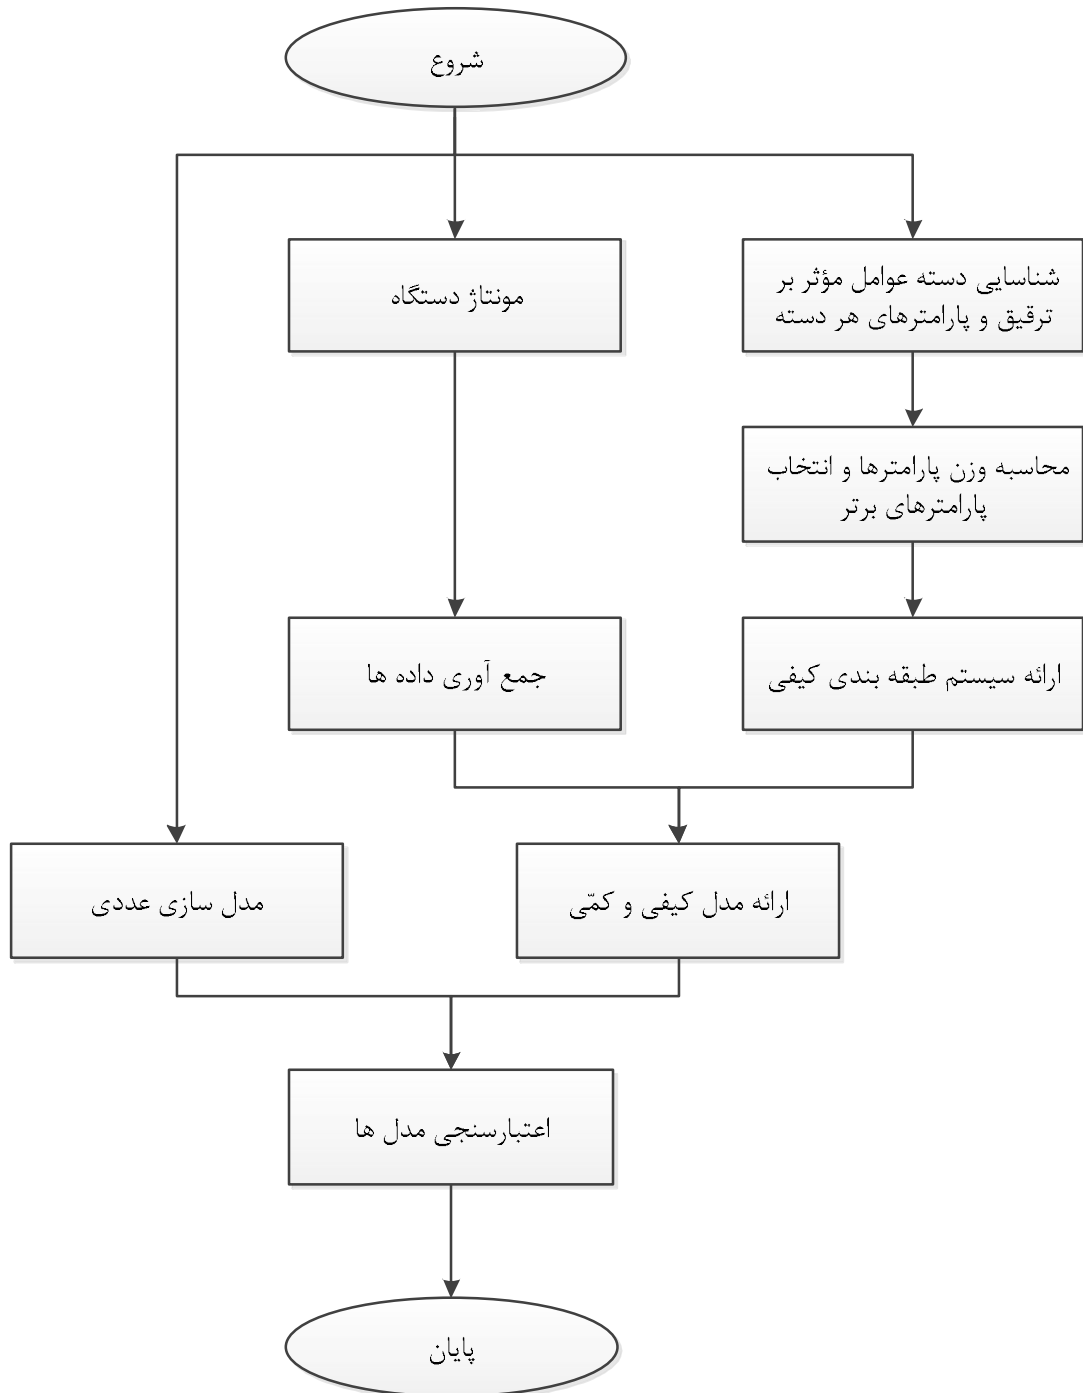 شروع
شناسایی دسته عوامل مؤثر بر
ترقیق و پارامترهای هر دسته
مونتاژ دستگاه
محاسبه وزن پارامترها و انتخاب
پارامترهای برتر
ارائه سیستم طبقه بندی کیفی
جمع آوری داده ها
ارائه مدل کیفی و کمّی
مدل سازی عددی
اعتبارسنجی مدل ها
پایان